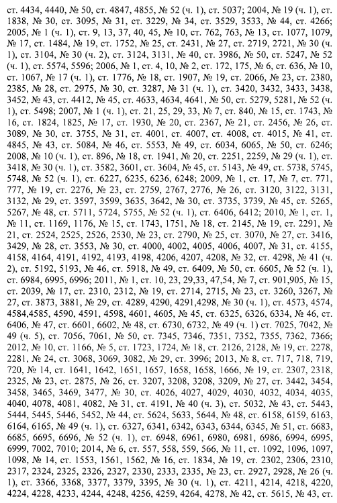 ст. 4434, 4440, № 50, ст. 4847, 4855, № 52 (ч. 1), ст. 5037; 2004, № 19 (ч. 1), ст.
1838, № 30, ст. 3095, № 31, ст. 3229, № 34, ст. 3529, 3533, № 44, ст. 4266;
2005, № 1 (ч. 1), ст. 9, 13, 37, 40, 45, № 10, ст. 762, 763, № 13, ст. 1077, 1079,
№ 17, ст. 1484, № 19, ст. 1752, № 25, ст. 2431, № 27, ст. 2719, 2721, № 30 (ч.
1), ст. 3104, № 30 (ч. 2), ст. 3124, 3131, № 40, ст. 3986, № 50, ст. 5247, № 52
(ч. 1), ст. 5574, 5596; 2006, № 1, ст. 4, 10, № 2, ст. 172, 175, № 6, ст. 636, № 10,
ст. 1067, № 17 (ч. 1), ст. 1776, № 18, ст. 1907, № 19, ст. 2066, № 23, ст. 2380,
2385, № 28, ст. 2975, № 30, ст. 3287, № 31 (ч. 1), ст. 3420, 3432, 3433, 3438,
3452, № 43, ст. 4412, № 45, ст. 4633, 4634, 4641, № 50, ст. 5279, 5281, № 52 (ч.
1), ст. 5498; 2007, № 1 (ч. 1), ст. 21, 25, 29, 33, № 7, ст. 840, № 15, ст. 1743, №
16, ст. 1824, 1825, № 17, ст. 1930, № 20, ст. 2367, № 21, ст. 2456, № 26, ст.
3089, № 30, ст. 3755, № 31, ст. 4001, ст. 4007, ст. 4008, ст. 4015, № 41, ст.
4845, № 43, ст. 5084, № 46, ст. 5553, № 49, ст. 6034, 6065, № 50, ст. 6246;
2008, № 10 (ч. 1), ст. 896, № 18, ст. 1941, № 20, ст. 2251, 2259, № 29 (ч. 1), ст.
3418, № 30 (ч. 1), ст. 3582, 3601, ст. 3604, № 45, ст. 5143, № 49, ст. 5738, 5745,
5748, № 52 (ч. 1), ст. 6227, 6235, 6236, 6248; 2009, № 1, ст. 17, № 7, ст. 771,
777, № 19, ст. 2276, № 23, ст. 2759, 2767, 2776, № 26, ст. 3120, 3122, 3131,
3132, № 29, ст. 3597, 3599, 3635, 3642, № 30, ст. 3735, 3739, № 45, ст. 5265,
5267, № 48, ст. 5711, 5724, 5755, № 52 (ч. 1), ст. 6406, 6412; 2010, № 1, ст. 1,
№ 11, ст. 1169, 1176, № 15, ст. 1743, 1751, № 18, ст. 2145, № 19, ст. 2291, №
21, ст. 2524, 2525, 2526, 2530, № 23, ст. 2790, № 25, ст. 3070, № 27, ст. 3416,
3429, № 28, ст. 3553, № 30, ст. 4000, 4002, 4005, 4006, 4007, № 31, ст. 4155,
4158, 4164, 4191, 4192, 4193, 4198, 4206, 4207, 4208, № 32, ст. 4298, № 41 (ч.
2), ст. 5192, 5193, № 46, ст. 5918, № 49, ст. 6409, № 50, ст. 6605, № 52 (ч. 1),
ст. 6984, 6995, 6996; 2011, № 1, ст. 10, 23, 29,33, 47,54, № 7, ст. 901,905, № 15,
ст. 2039, № 17, ст. 2310, 2312, № 19, ст. 2714, 2715, № 23, ст. 3260, 3267, №
27, ст. 3873, 3881, № 29, ст. 4289, 4290, 4291,4298, № 30 (ч. 1), ст. 4573, 4574,
4584,4585, 4590, 4591, 4598, 4601, 4605, № 45, ст. 6325, 6326, 6334, № 46, ст.
6406, № 47, ст. 6601, 6602, № 48, ст. 6730, 6732, № 49 (ч. 1) ст. 7025, 7042, №
49 (ч. 5), ст. 7056, 7061, № 50, ст. 7345, 7346, 7351, 7352, 7355, 7362, 7366;
2012, № 10, ст. 1166, № 5, ст. 1723, 1724, № 18, ст. 2126, 2128, № 19, ст. 2278,
2281, № 24, ст. 3068, 3069, 3082, № 29, ст. 3996; 2013, № 8, ст. 717, 718, 719,
720, № 14, ст. 1641, 1642, 1651, 1657, 1658, 1658, 1666, № 19, ст. 2307, 2318,
2325, № 23, ст. 2875, № 26, ст. 3207, 3208, 3208, 3209, № 27, ст. 3442, 3454,
3458, 3465, 3469, 3477, № 30, ст. 4026, 4027, 4029, 4030, 4032, 4034, 4035,
4040, 4078, 4081, 4082, № 31, ст. 4191, № 40 (ч. 3), ст. 5032, № 43, ст. 5443,
5444, 5445, 5446, 5452, № 44, ст. 5624, 5633, 5644, № 48, ст. 6158, 6159, 6163,
6164, 6165, № 49 (ч. 1), ст. 6327, 6341, 6342, 6343, 6344, 6345, № 51, ст. 6683,
6685, 6695, 6696, № 52 (ч. 1), ст. 6948, 6961, 6980, 6981, 6986, 6994, 6995,
6999, 7002, 7010; 2014, № 6, ст. 557, 558, 559, 566, № 11, ст. 1092, 1096, 1097,
1098, № 14, ст. 1553, 1561, 1562, № 16, ст. 1834, № 19, ст. 2302, 2306, 2310,
2317, 2324, 2325, 2326, 2327, 2330, 2333, 2335, № 23, ст. 2927, 2928, № 26 (ч.
1), ст. 3366, 3368, 3377, 3379, 3395, № 30 (ч. 1), ст. 4211, 4214, 4218, 4220,
4224, 4228, 4233, 4244, 4248, 4256, 4259, 4264, 4278, № 42, ст. 5615, № 43, ст.